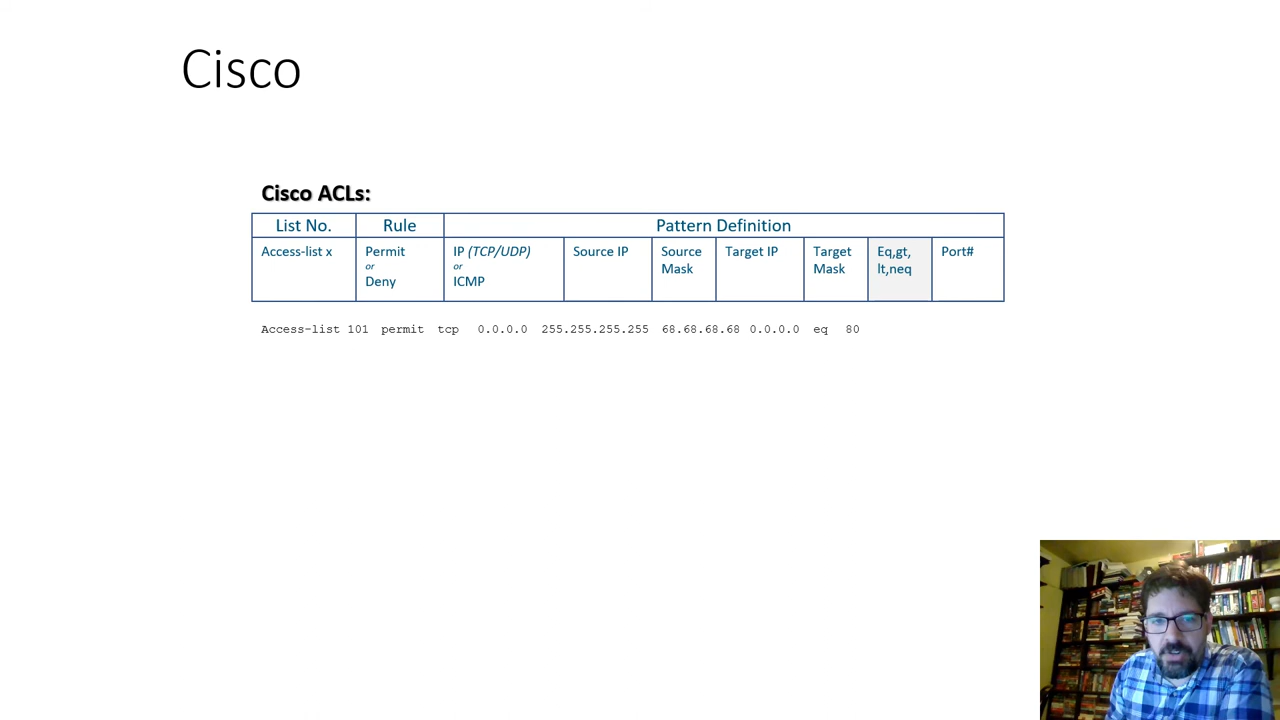 Cisco
Cisco ACLs:
List No. Rule Pattern Definition
Access-list x Permit or Deny IP (TCP/UDP) or ICMP Source IP Source Mask Target IP Target Mask Eq,gt, lt,neq Port#
Access-list 101 permit tcp 0.0.0.0 255.255.255.255 68.68.68.68 0.0.0.0 eq 80